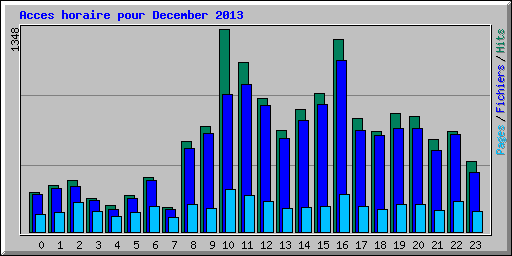 Acces horaire pour December 2013
1348
Pages / Fichiers / Hits
0 1 2 3 4 5 6 7 8 9 10 11 12 13 14 15 16 17 18 19 20 21 22 23